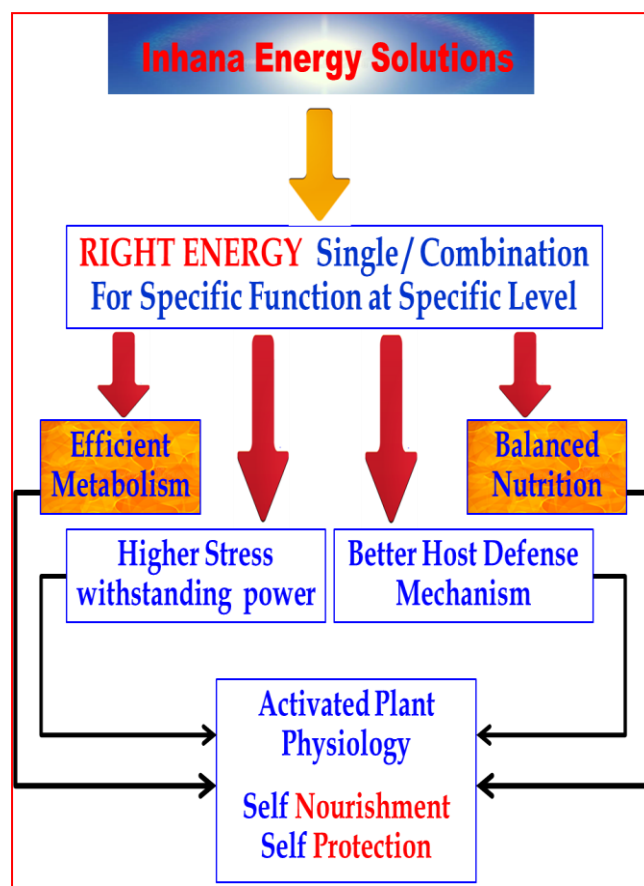 Inhana Energy Solutions
RIGHT ENERGY Single / Combination
For Specific Function at Specific Level
Efficient
Metabolism
Balanced
Nutrition
Higher Stress
withstanding power
Better Host Defense
Mechanism
Activated Plant
Physiology
Self Nourishment
Self Protection